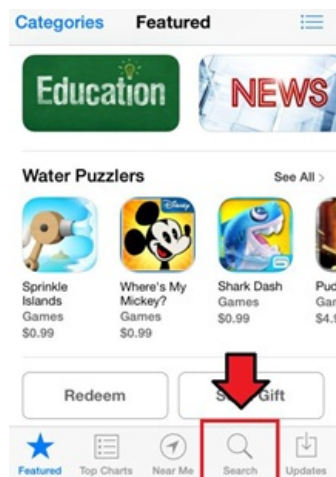 Categories Featured
Education
NEWS
Water Puzzlers See All >
Disney
Sprinkle Islands
Games
$0.99
Where's My Mickey?
Games
$0.99
Shark Dash
Games
$0.99
Redeem
Gift
Featured Top Charts Near Me Search Updates